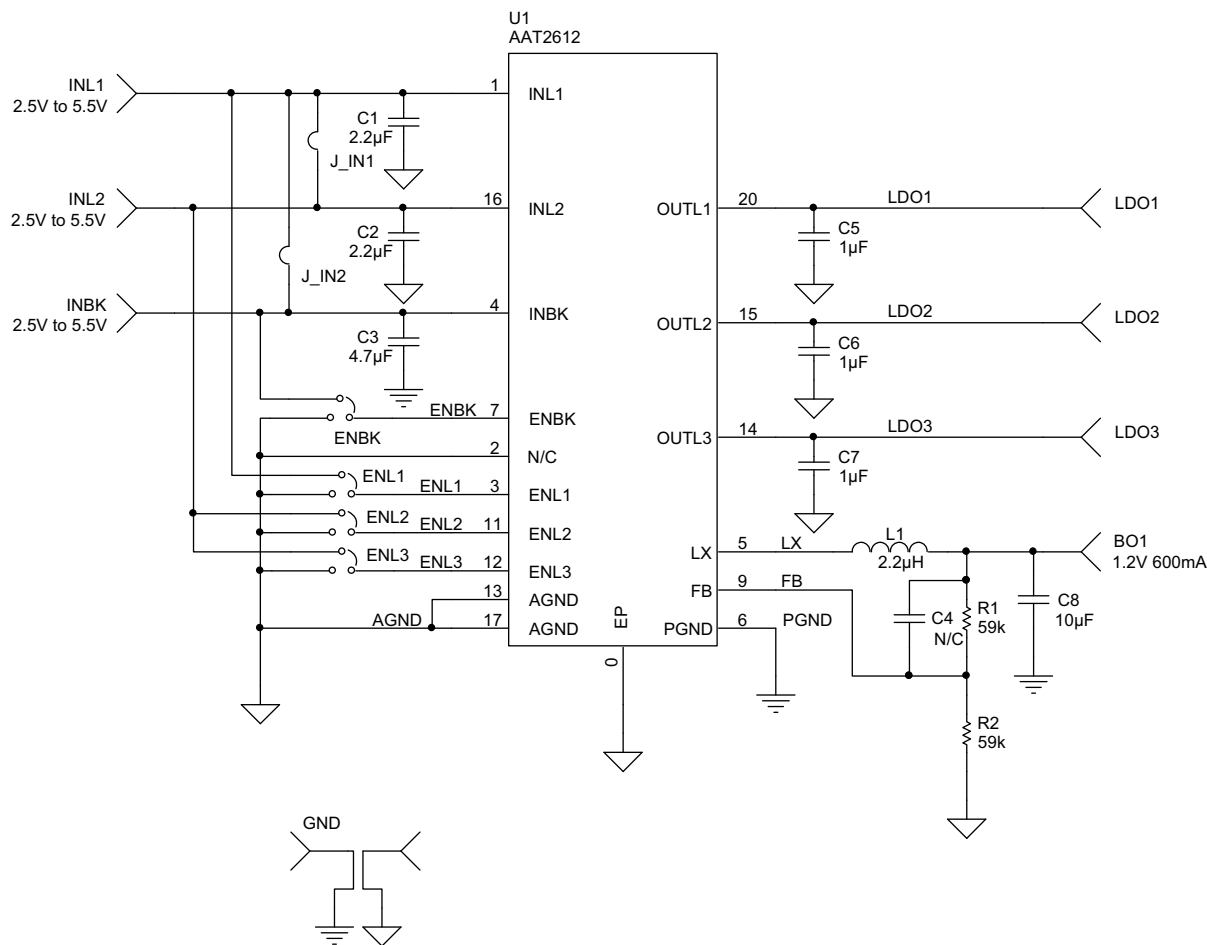 U1
AAT2612
INL1
2.5V to 5.5V
1
INL1
C1
2.2µF
J_IN1
INL2
2.5V to 5.5V
16
INL2
C2
2.2µF
J_IN2
INBK
2.5V to 5.5V
4
INBK
C3
4.7µF
ENBK
7
ENBK
ENBK
2
N/C
ENL1
ENL1
3
ENL1
ENL2
ENL2
11
ENL2
ENL3
ENL3
12
ENL3
13
AGND
AGND
17
AGND
EP
0
OUTL1
20
LDO1
LDO1
C5
1µF
OUTL2
15
LDO2
LDO2
C6
1µF
OUTL3
14
LDO3
LDO3
C7
1µF
LX
5
LX
L1
2.2µH
BO1
1.2V 600mA
FB
9
FB
C4
N/C
R1
59k
C8
10µF
PGND
6
PGND
R2
59k
GND